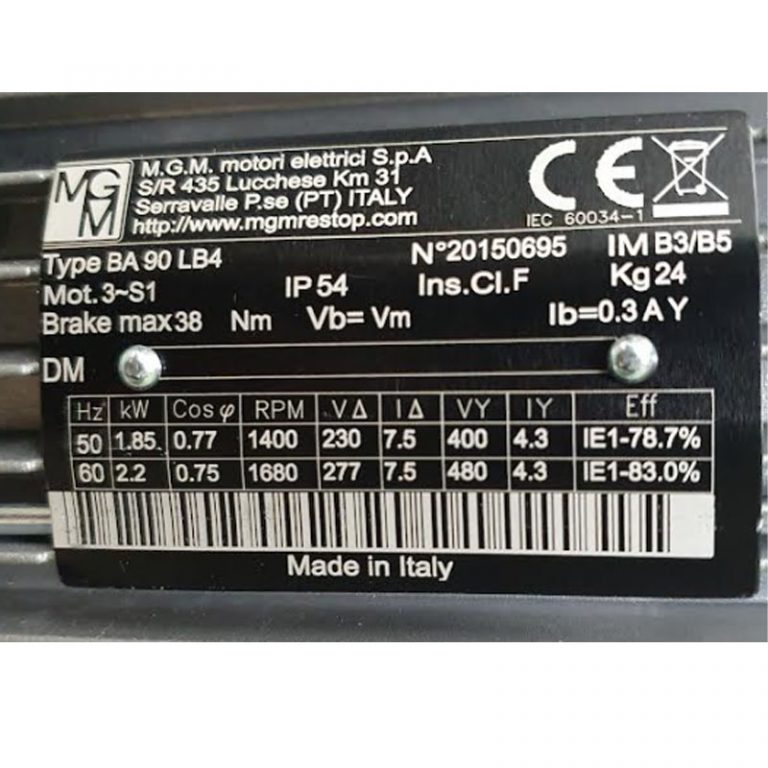 MGM
M.G.M. motori elettrici S.p.A
S/R 435 Lucchese Km 31
Serravalle P.se (PT) ITALY
http://www.mgmrestop.com
CE
IEC 60034-1
Type BA 90 LB4 N°20150695 IM B3/B5
Mot.3~S1 IP 54 Ins.Cl.F Kg 24
Brake max 38 Nm Vb= Vm Ib=0.3 A Y
DM
Hz kW Cos φ RPM V Δ I Δ VY IY Eff
50 1.85. 0.77 1400 230 7.5 400 4.3 IE1-78.7%
60 2.2 0.75 1680 277 7.5 480 4.3 IE1-83.0%
Made in Italy